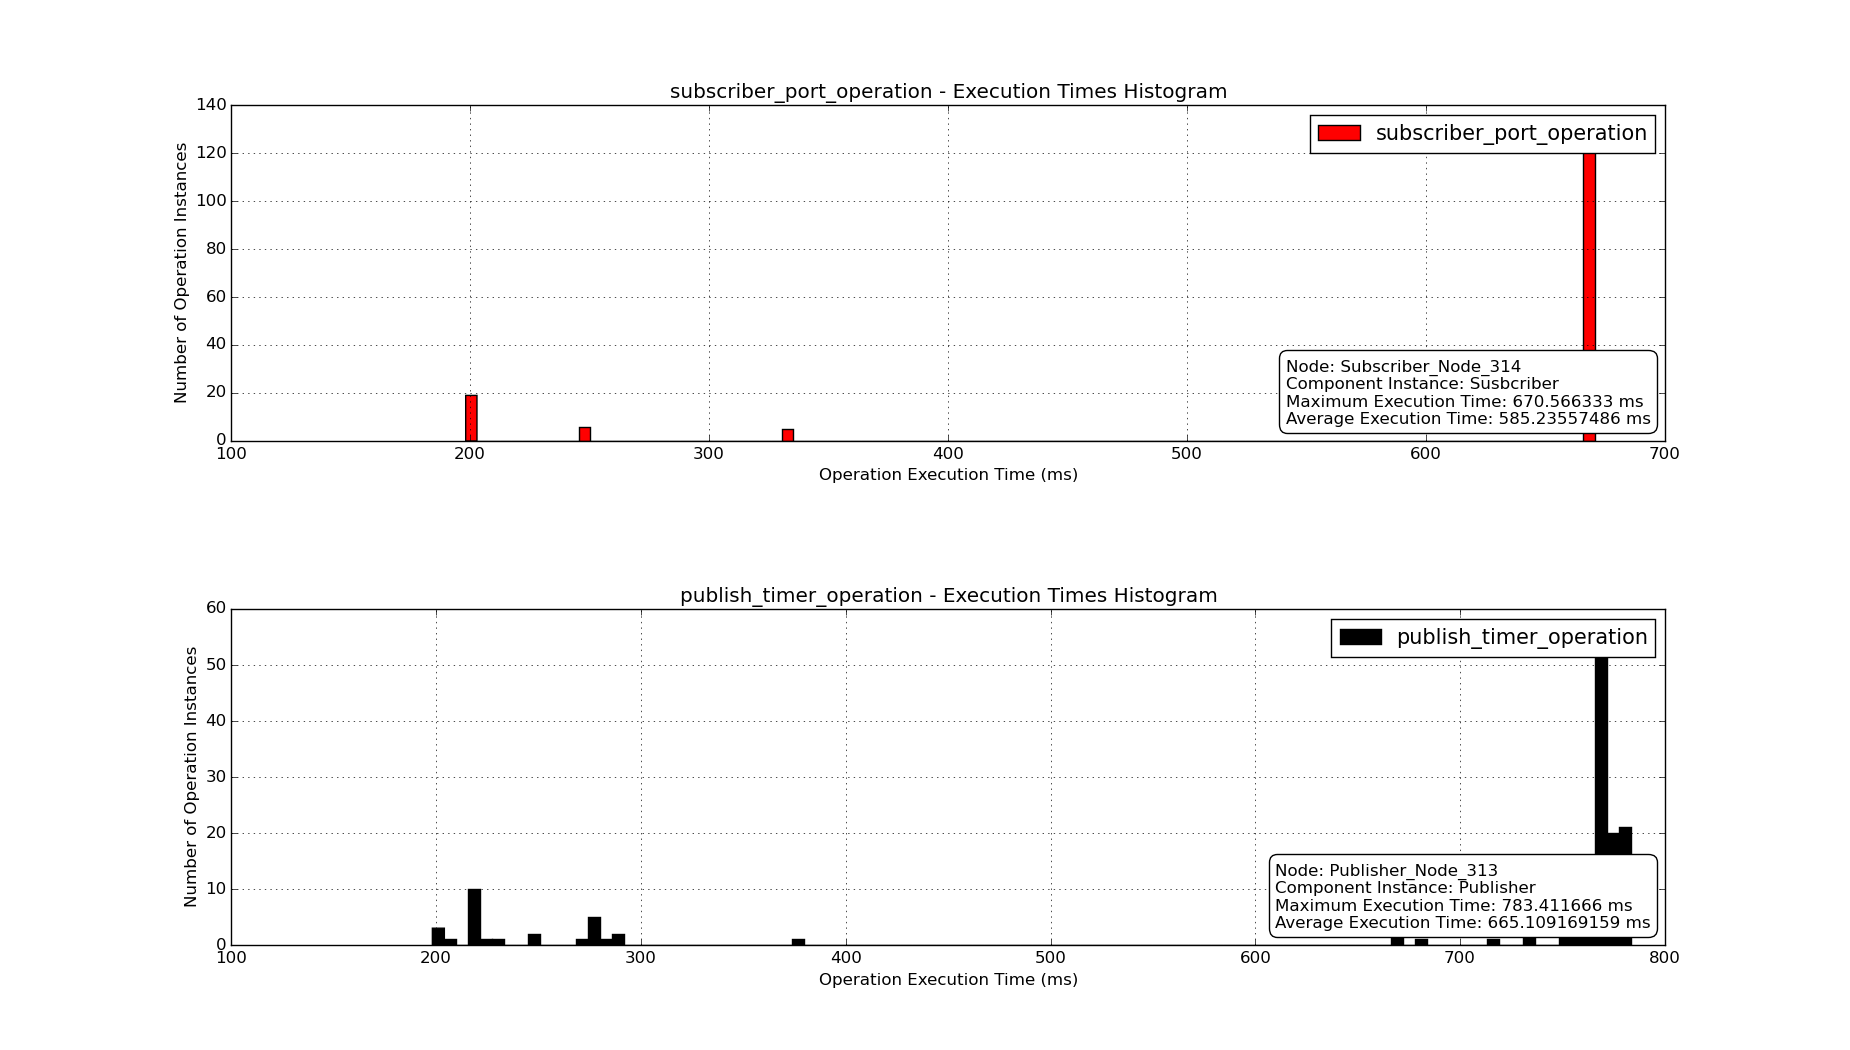 subscriber_port_operation - Execution Times Histogram
140
120
100
80
60
40
20
0
Number of Operation Instances
subscriber_port_operation
Node: Subscriber_Node_314
Component Instance: Susbcriber
Maximum Execution Time: 670.566333 ms
Average Execution Time: 585.23557486 ms
100 200 300 400 500 600 700
Operation Execution Time (ms)
publish_timer_operation - Execution Times Histogram
60
50
40
30
20
10
0
Number of Operation Instances
publish_timer_operation
Node: Publisher_Node_313
Component Instance: Publisher
Maximum Execution Time: 783.411666 ms
Average Execution Time: 665.109169159 ms
100 200 300 400 500 600 700 800
Operation Execution Time (ms)